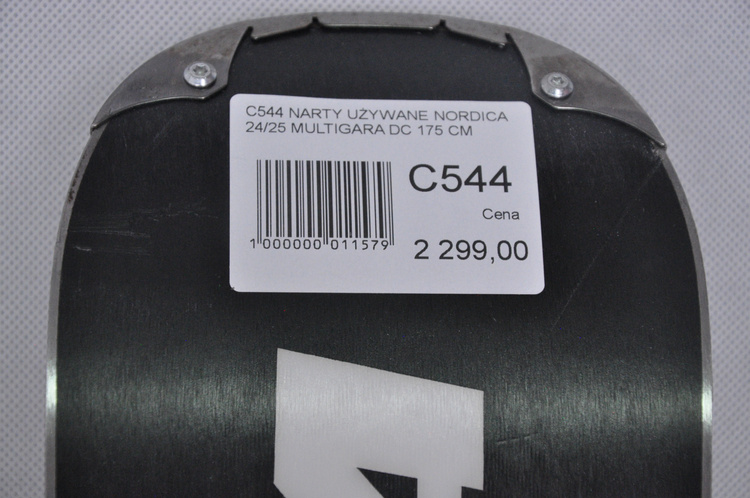 C544 NARTY UŻYWANE NORDICA
24/25 MULTIGARA DC 175 CM
C544
Cena
2 299,00
1 000000 011579